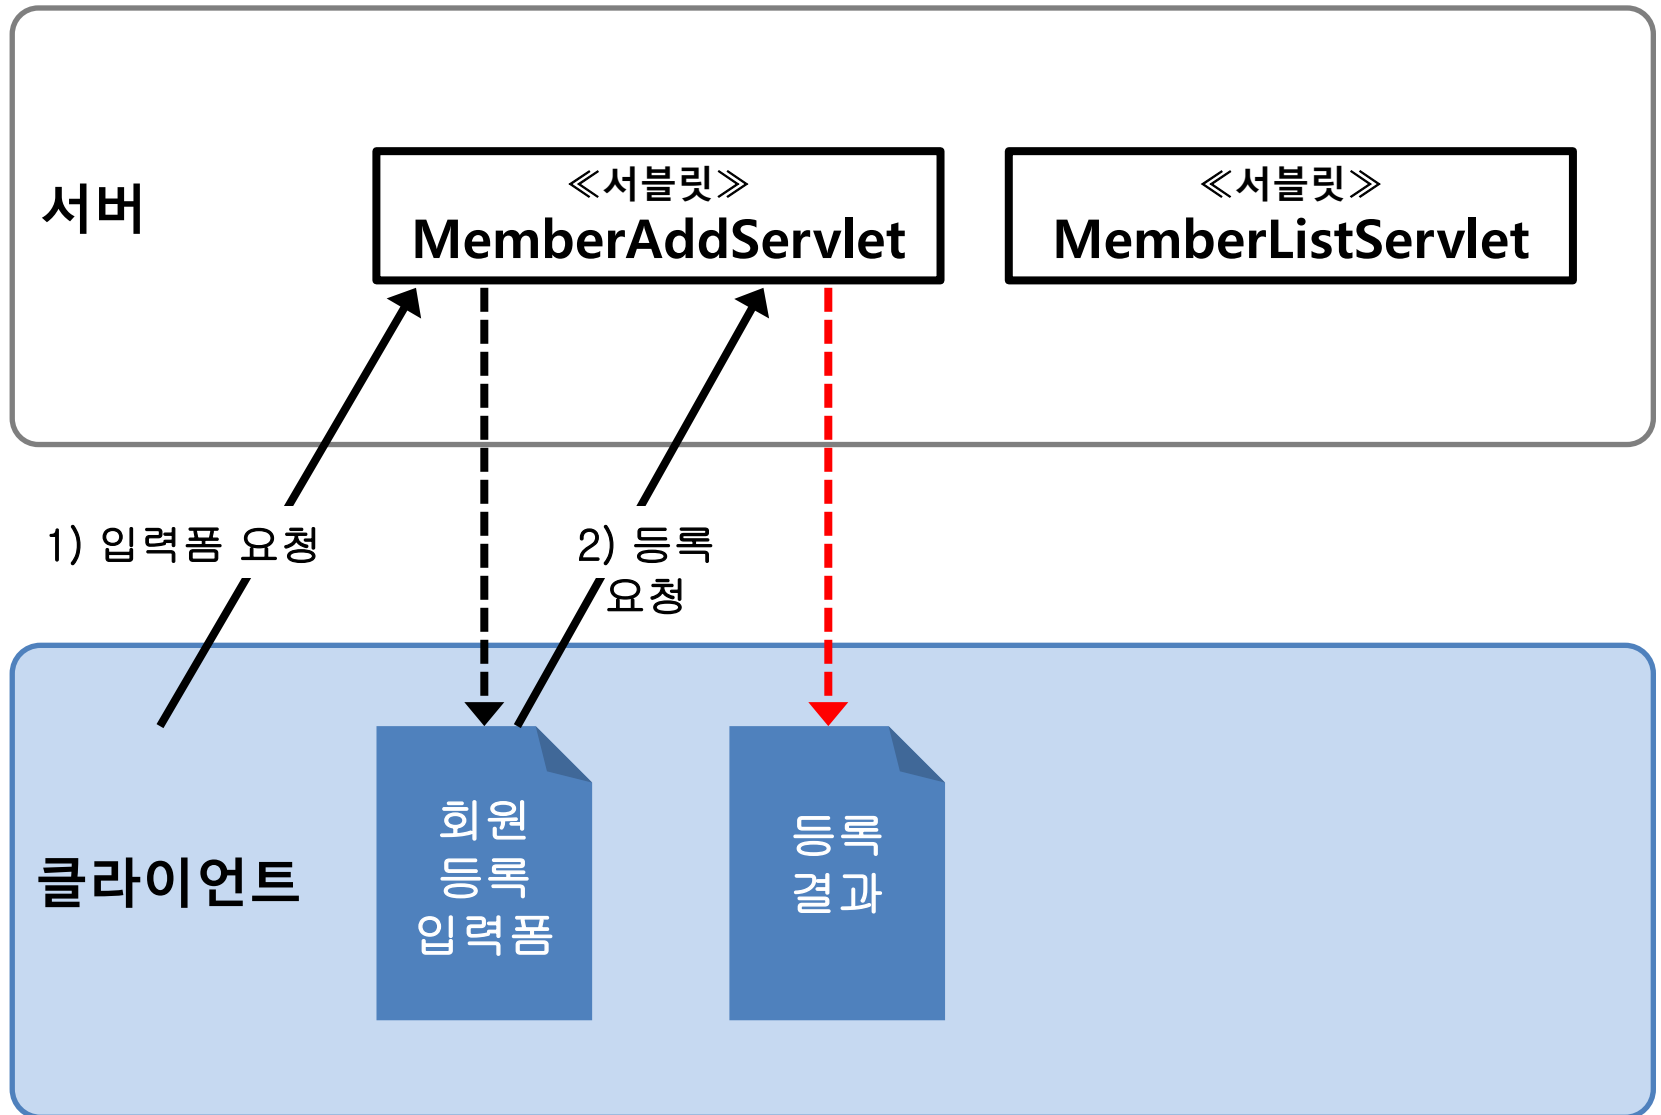 서버
≪서블릿≫
MemberAddServlet
≪서블릿≫
MemberListServlet
1) 입력폼 요청
2) 등록
요청
클라이언트
회원
등록
입력폼
등록
결과